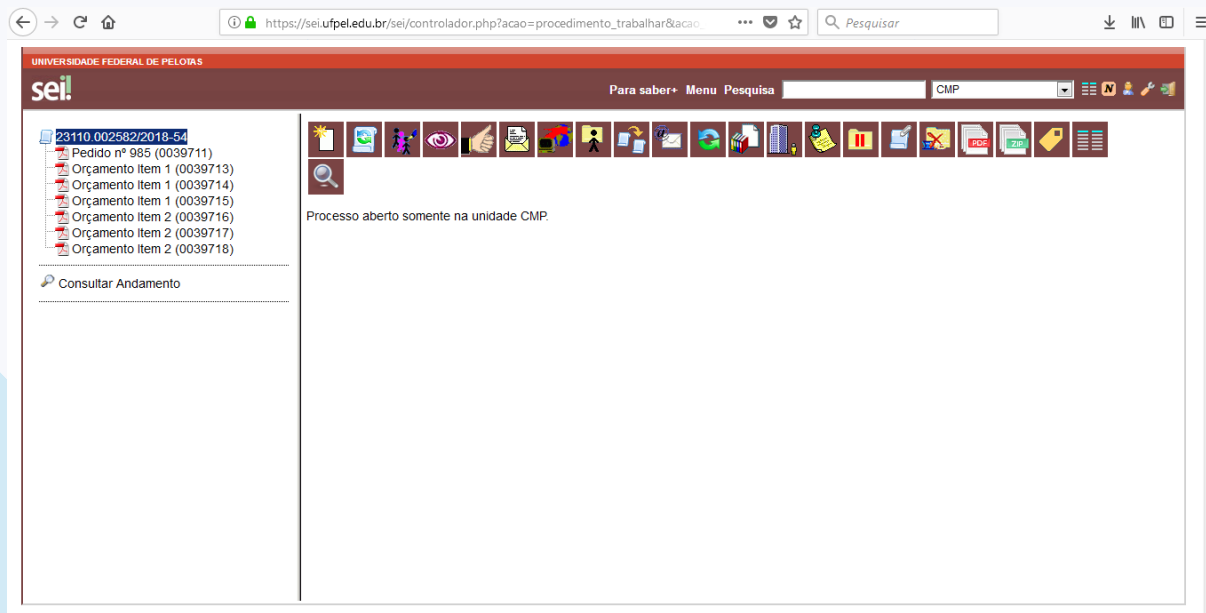 https://sei.ufpel.edu.br/sei/controlador.php?acao=procedimento_trabalhar&acao_
Pesquisar
UNIVERSIDADE FEDERAL DE PELOTAS
sei!
Para saber+ Menu Pesquisa
CMP
N
23110.002582/2018-54
Pedido nº 985 (0039711)
Orçamento Item 1 (0039713)
Orçamento Item 1 (0039714)
Orçamento Item 1 (0039715)
Orçamento Item 2 (0039716)
Orçamento Item 2 (0039717)
Orçamento Item 2 (0039718)
Consultar Andamento
PDF
ZIP
Processo aberto somente na unidade CMP.